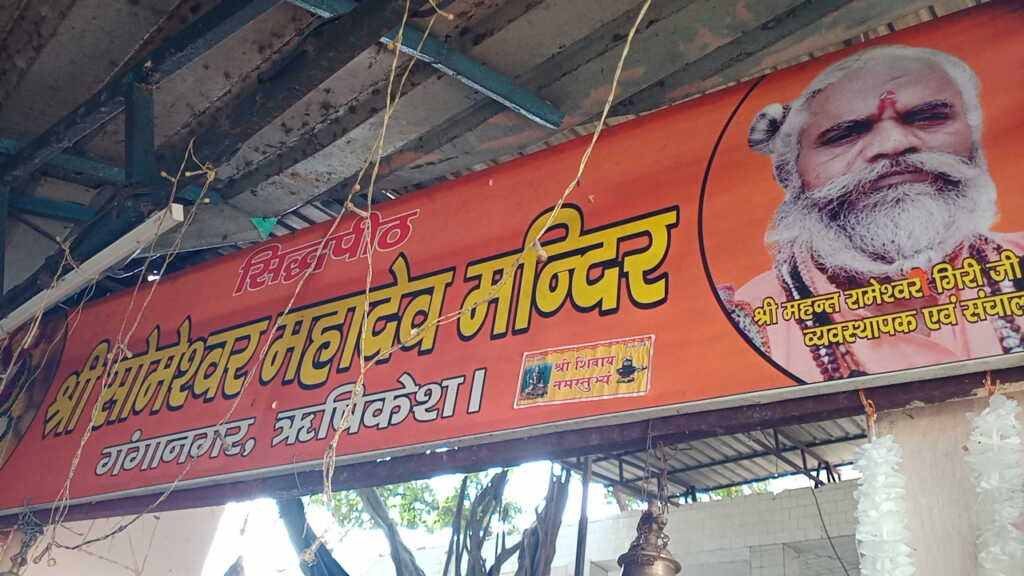 सिद्धपीठ
श्री सोमेश्वर महादेव मन्दिर
गंगानगर, ऋषिकेश।
श्री शिवाय
नमस्तुभ्यं
श्री महन्त रामेश्वर गिरी जी
व्यवस्थापक एवं